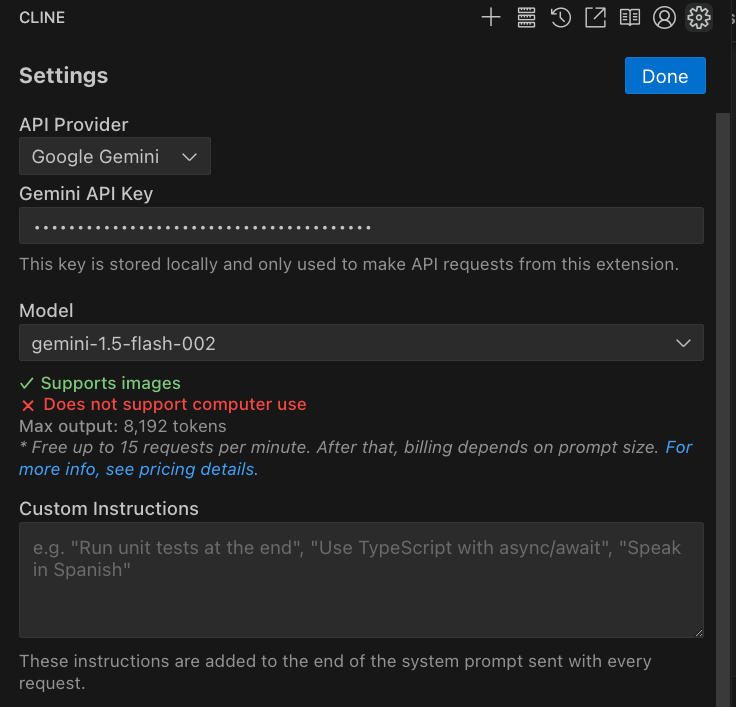 CLINE
Settings
Done
API Provider
Google Gemini
Gemini API Key
•••••••••••••••••••••••••••••••••••••••
This key is stored locally and only used to make API requests from this extension.
Model
gemini-1.5-flash-002
✓ Supports images
✕ Does not support computer use
Max output: 8,192 tokens
* Free up to 15 requests per minute. After that, billing depends on prompt size. For
more info, see pricing details.
Custom Instructions
e.g. "Run unit tests at the end", "Use TypeScript with async/await", "Speak
in Spanish"
These instructions are added to the end of the system prompt sent with every
request.